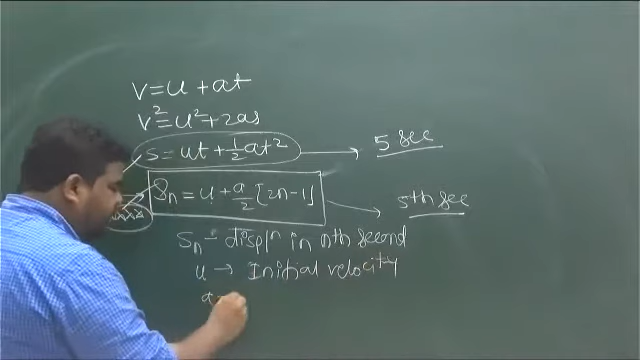 v=u+at
v²=u²+2as
s=ut+½at² → 5 sec
Sn=u+a/2[2n-1] → 5th sec
Sn - displⁿ in nth second
u → Initial velocity
a -